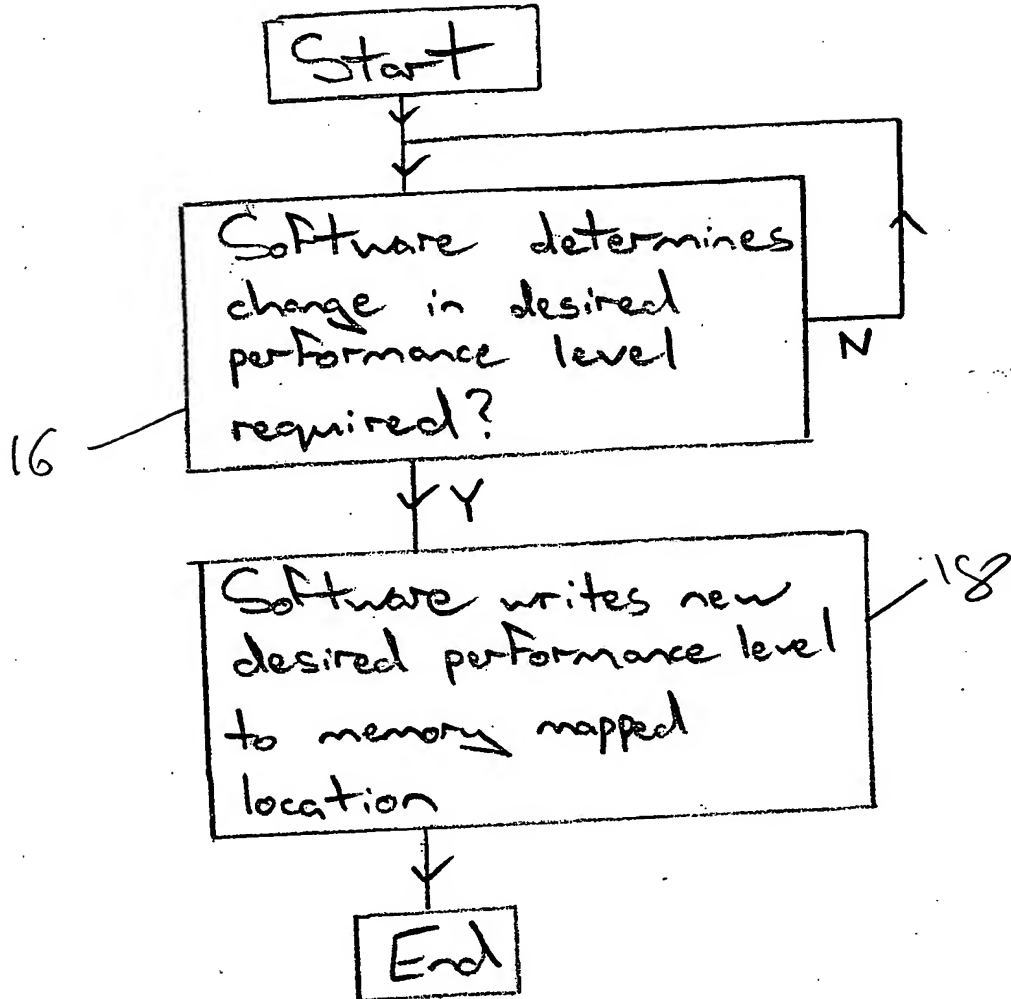 Start
Software determines
change in desired
performance level
required?
N
16
Y
Software writes new
desired performance level
to memory mapped
location
18
End